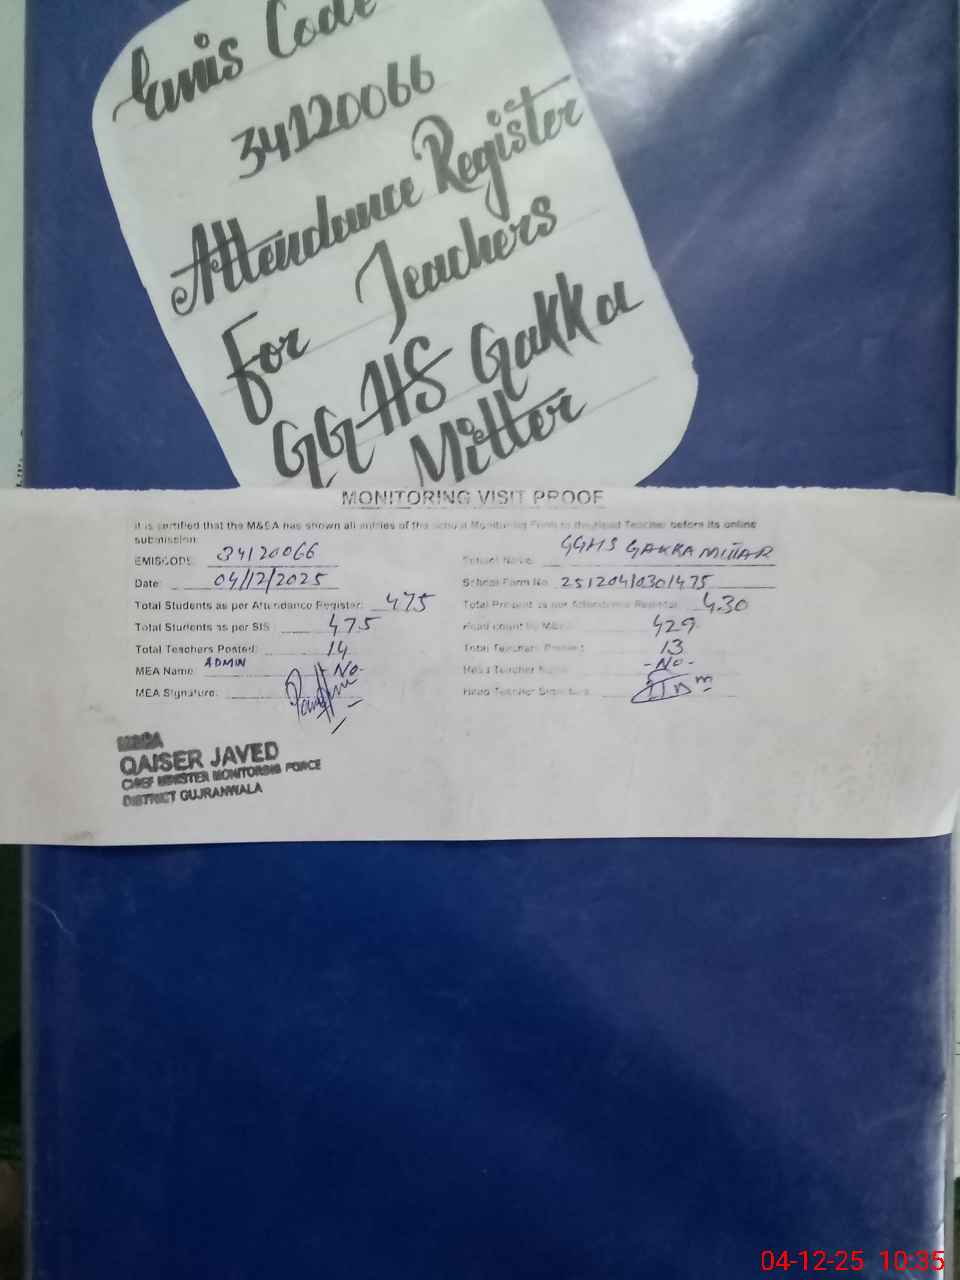 Emis Code
34120066
Attendance Register
For Teachers
GGHS Gakka
Mitter
MONITORING VISIT PROOF
It is certified that the M&EA has shown all entries of the school Monitoring Form to the Head Teacher before its online
submission:
EMISCODE: 34120066 School Name: GGHS GAKRA MITTAR
Date: 04/12/2025 School Form No. 2512040301475
Total Students as per Attendance Register: 475 Total Present as per Attendance Register: 430
Total Students as per SIS: 475 Head count by MEA: 429
Total Teachers Posted: 14 Total Teachers Present: 13
MEA Name: ADMIN -No- Head Teacher Name: -No-
MEA Signature: Head Teacher Signature:
M&EA
QAISER JAVED
CHIEF MINISTER MONITORING FORCE
DISTRICT GUJRANWALA
04-12-25 10:35